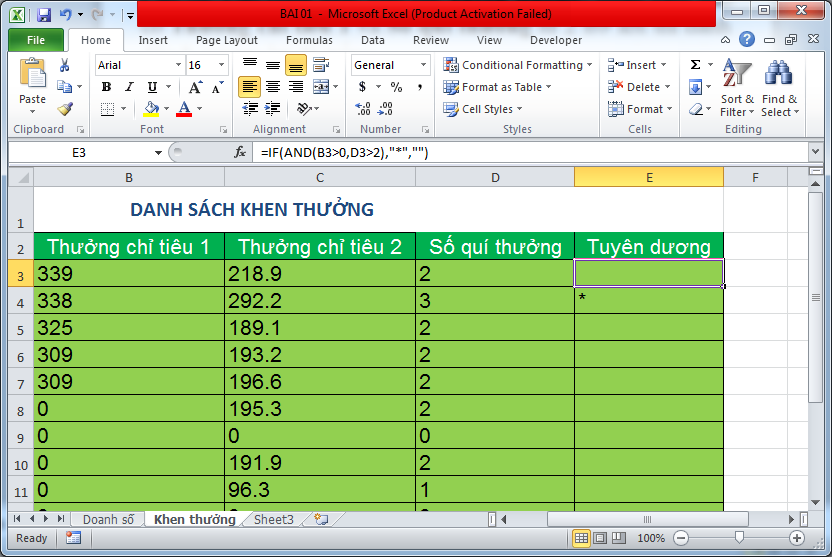 BAI 01 - Microsoft Excel (Product Activation Failed)
File Home Insert Page Layout Formulas Data Review View Developer
Paste
Clipboard
Arial 16
B I U
A A
A
Font
Alignment
General
$ % ,
.00 .0
Number
Conditional Formatting
Format as Table
Cell Styles
Styles
Insert
Delete
Format
Cells
Σ
Sort & Filter
Find & Select
Editing
E3 fx =IF(AND(B3>0,D3>2),"*","")
B C D E F
1 DANH SÁCH KHEN THƯỞNG
2 Thưởng chỉ tiêu 1 Thưởng chỉ tiêu 2 Số quí thưởng Tuyên dương
3 339 218.9 2
4 338 292.2 3 *
5 325 189.1 2
6 309 193.2 2
7 309 196.6 2
8 0 195.3 2
9 0 0 0
10 0 191.9 2
11 0 96.3 1
Doanh số Khen thưởng Sheet3
Ready 100%